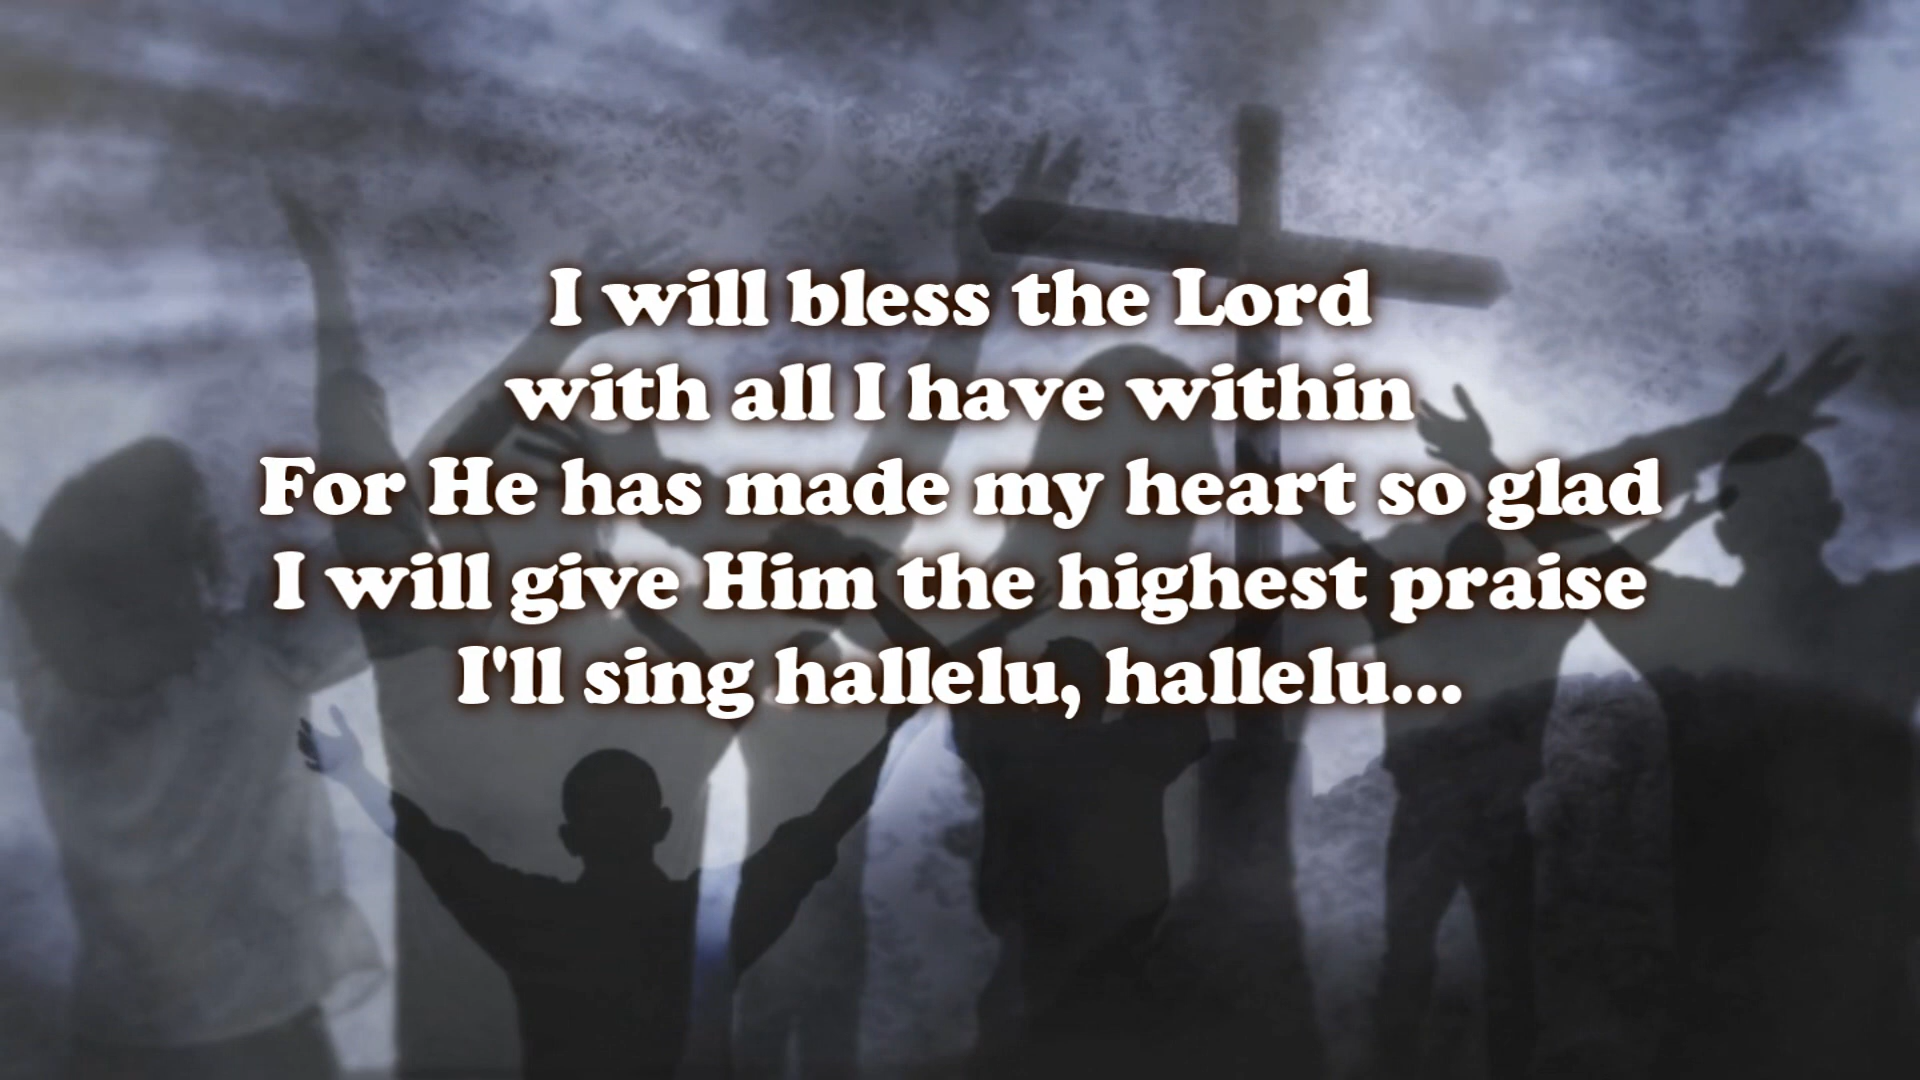 I will bless the Lord
with all I have within
For He has made my heart so glad
I will give Him the highest praise
I'll sing hallelu, hallelu...